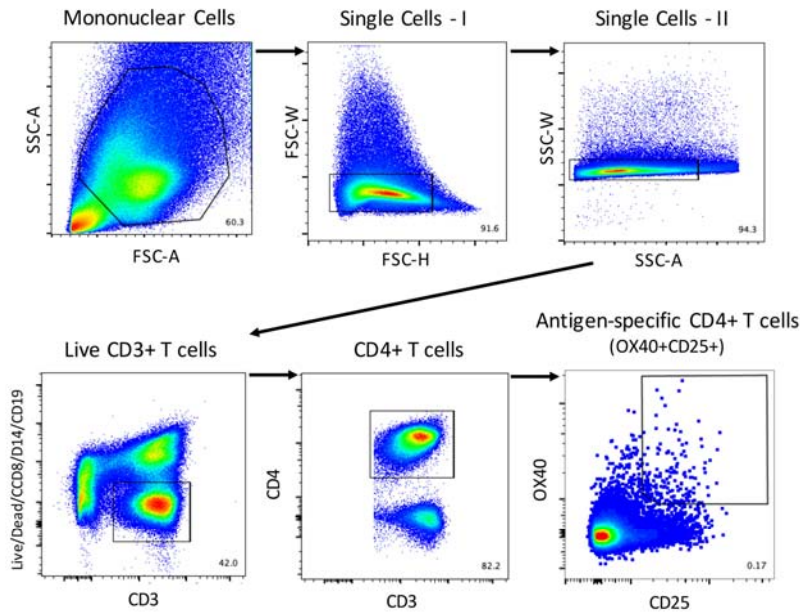 Mononuclear Cells
Single Cells - I
Single Cells - II
SSC-A
60.3
FSC-A
FSC-W
91.6
FSC-H
SSC-W
94.3
SSC-A
Live CD3+ T cells
CD4+ T cells
Antigen-specific CD4+ T cells
(OX40+CD25+)
Live/Dead/CCD8/D14/CD19
42.0
CD3
CD4
82.2
CD3
OX40
0.17
CD25